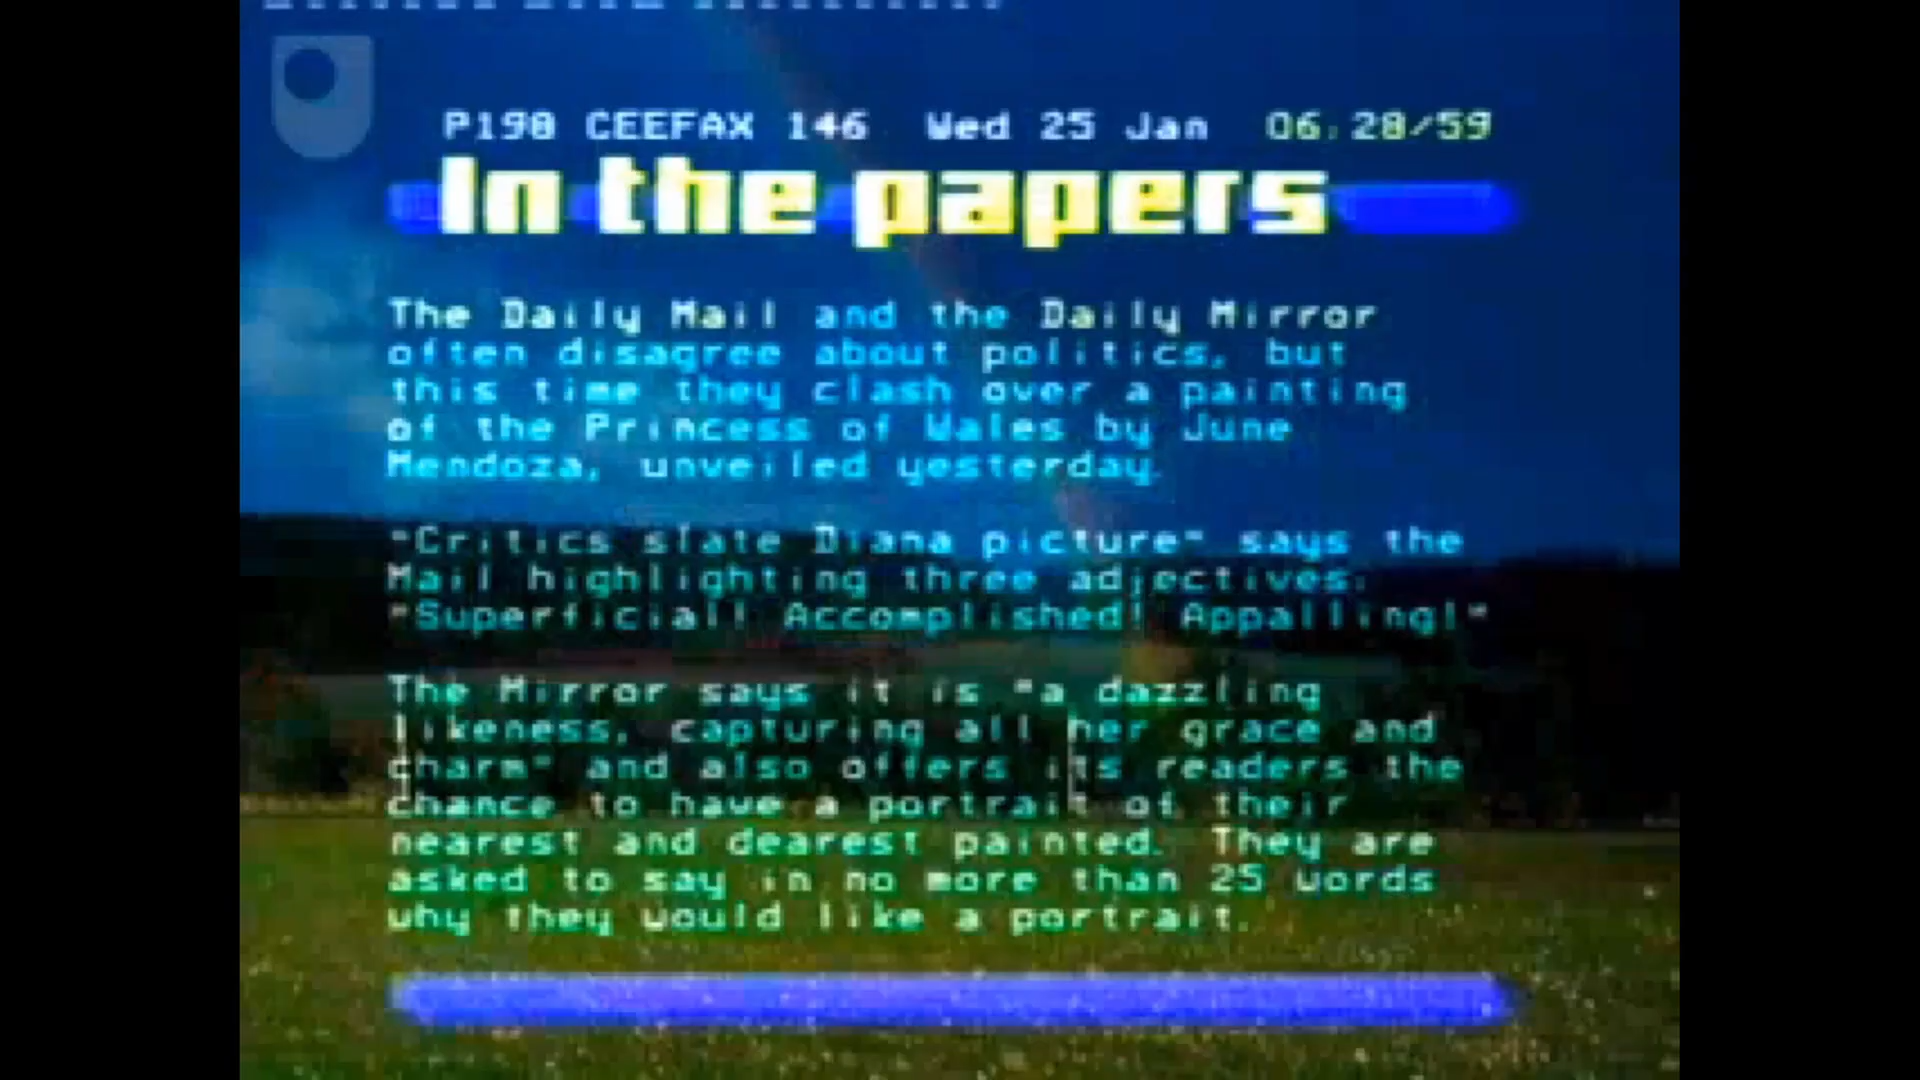 P190 CEEFAX 146 Wed 25 Jan 06:28/59
In the papers
The Daily Mail and the Daily Mirror
often disagree about politics, but
this time they clash over a painting
of the Princess of Wales by June
Mendoza, unveiled yesterday.
"Critics slate Diana picture" says the
Mail highlighting three adjectives:
"Superficial! Accomplished! Appalling!"
The Mirror says it is "a dazzling
likeness, capturing all her grace and
charm" and also offers its readers the
chance to have a portrait of their
nearest and dearest painted. They are
asked to say in no more than 25 words
why they would like a portrait.